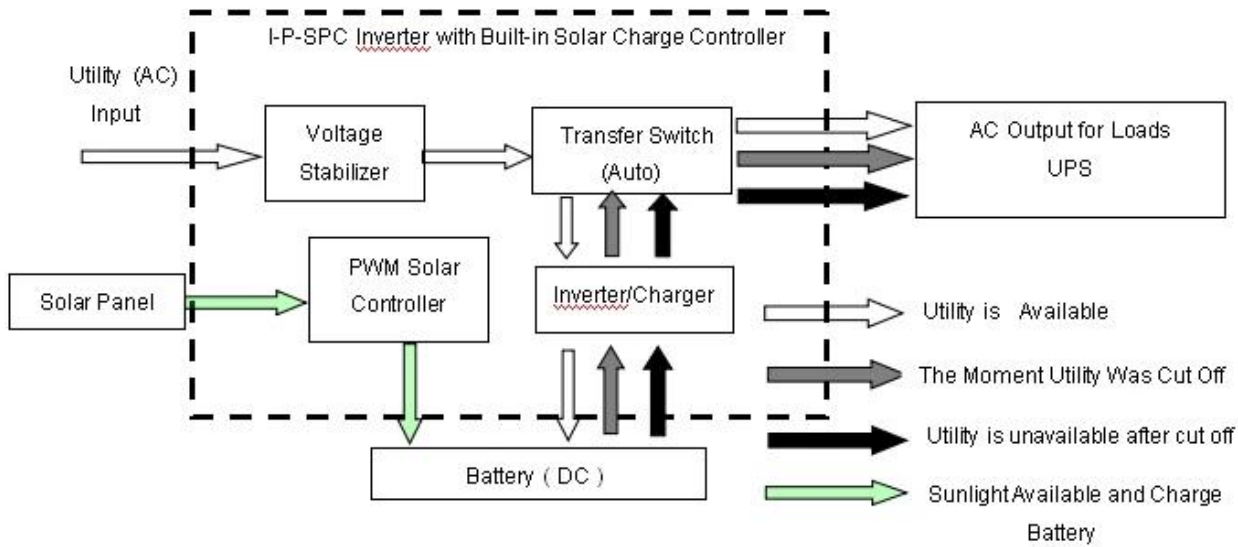 I-P-SPC Inverter with Built-in Solar Charge Controller
Utility (AC)
Input
Voltage
Stabilizer
Transfer Switch
(Auto)
AC Output for Loads
UPS
Solar Panel
PWM Solar
Controller
Inverter/Charger
Battery ( DC )
Utility is Available
The Moment Utility Was Cut Off
Utility is unavailable after cut off
Sunlight Available and Charge
Battery